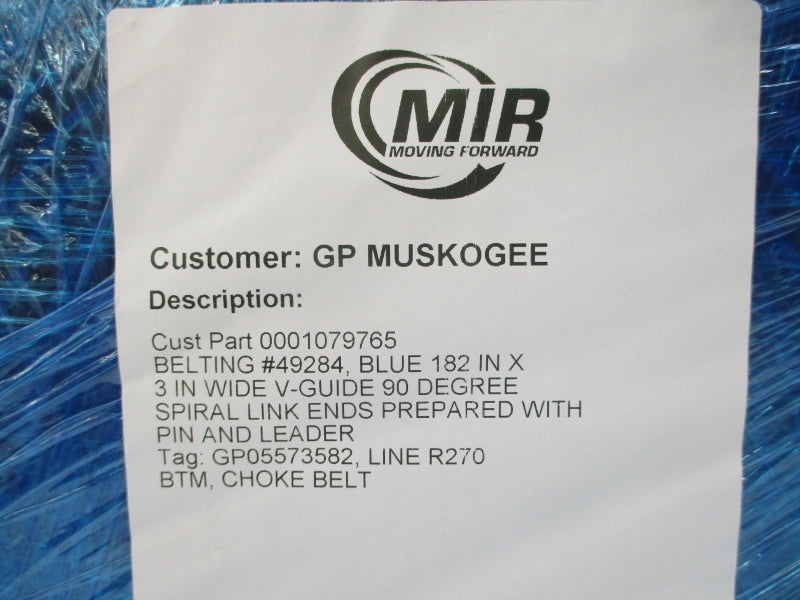 MIR
MOVING FORWARD
Customer: GP MUSKOGEE
Description:
Cust Part 0001079765
BELTING #49284, BLUE 182 IN X
3 IN WIDE V-GUIDE 90 DEGREE
SPIRAL LINK ENDS PREPARED WITH
PIN AND LEADER
Tag: GP05573582, LINE R270
BTM, CHOKE BELT